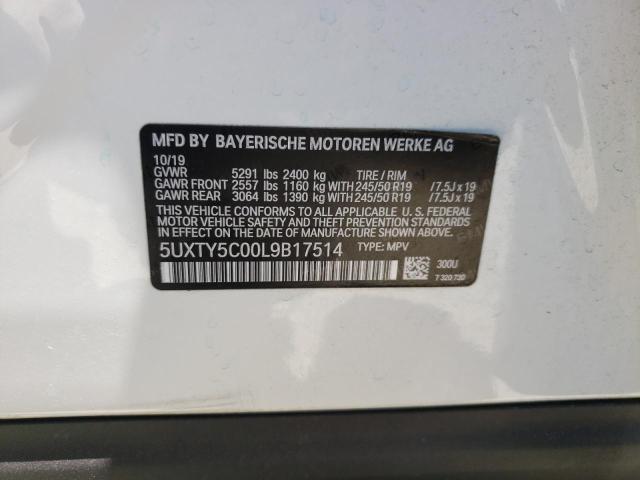 MFD BY BAYERISCHE MOTOREN WERKE AG
10/19
GVWR 5291 lbs 2400 kg TIRE / RIM
GAWR FRONT 2557 lbs 1160 kg WITH 245/50 R19 /7.5J x 19
GAWR REAR 3064 lbs 1390 kg WITH 245/50 R19 /7.5J x 19
THIS VEHICLE CONFORMS TO ALL APPLICABLE U.S. FEDERAL
MOTOR VEHICLE SAFETY AND THEFT PREVENTION STANDARDS
IN EFFECT ON THE DATE OF MANUFACTURE SHOWN ABOVE.
5UXTY5C00L9B17514 TYPE: MPV
300U
7 320 730